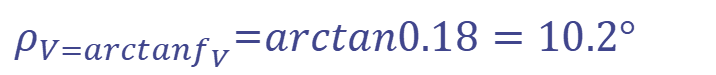 ρ_{V=arctanf_V}=arctan0.18 = 10.2°